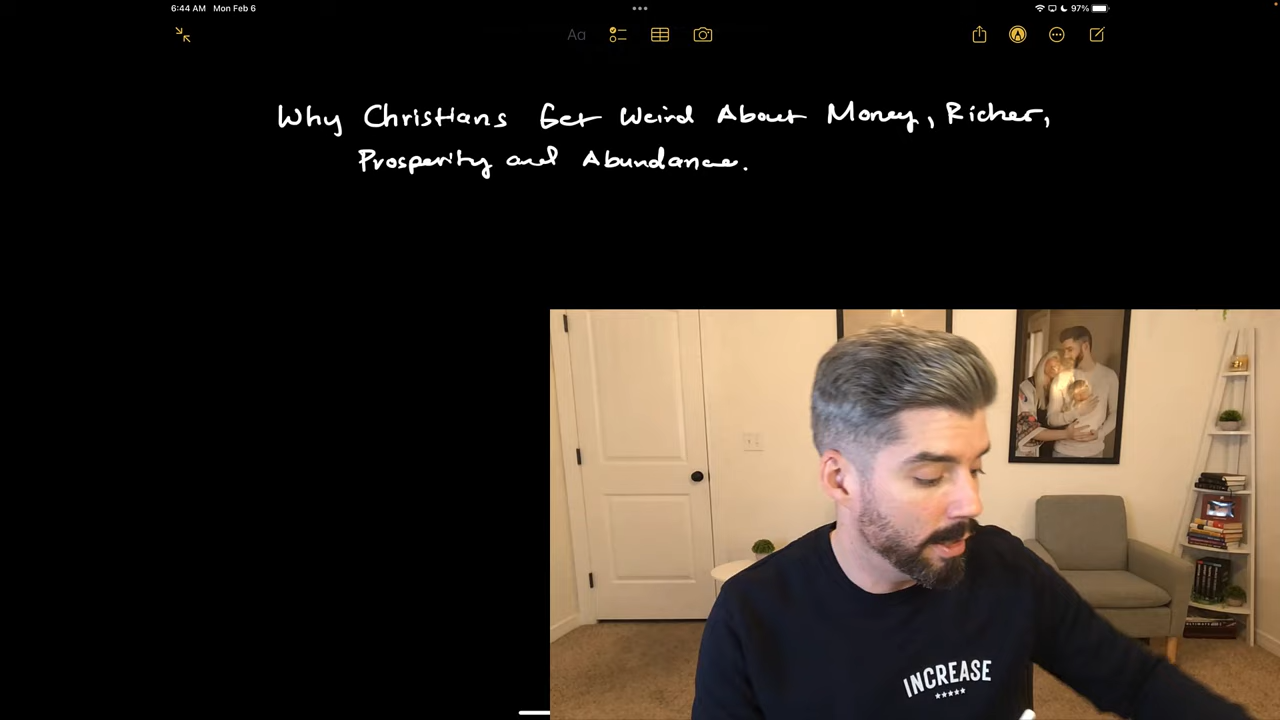 6:44 AM Mon Feb 6
97%
Aa
Why Christians Get Weird About Money, Riches,
Prosperity and Abundance.
INCREASE